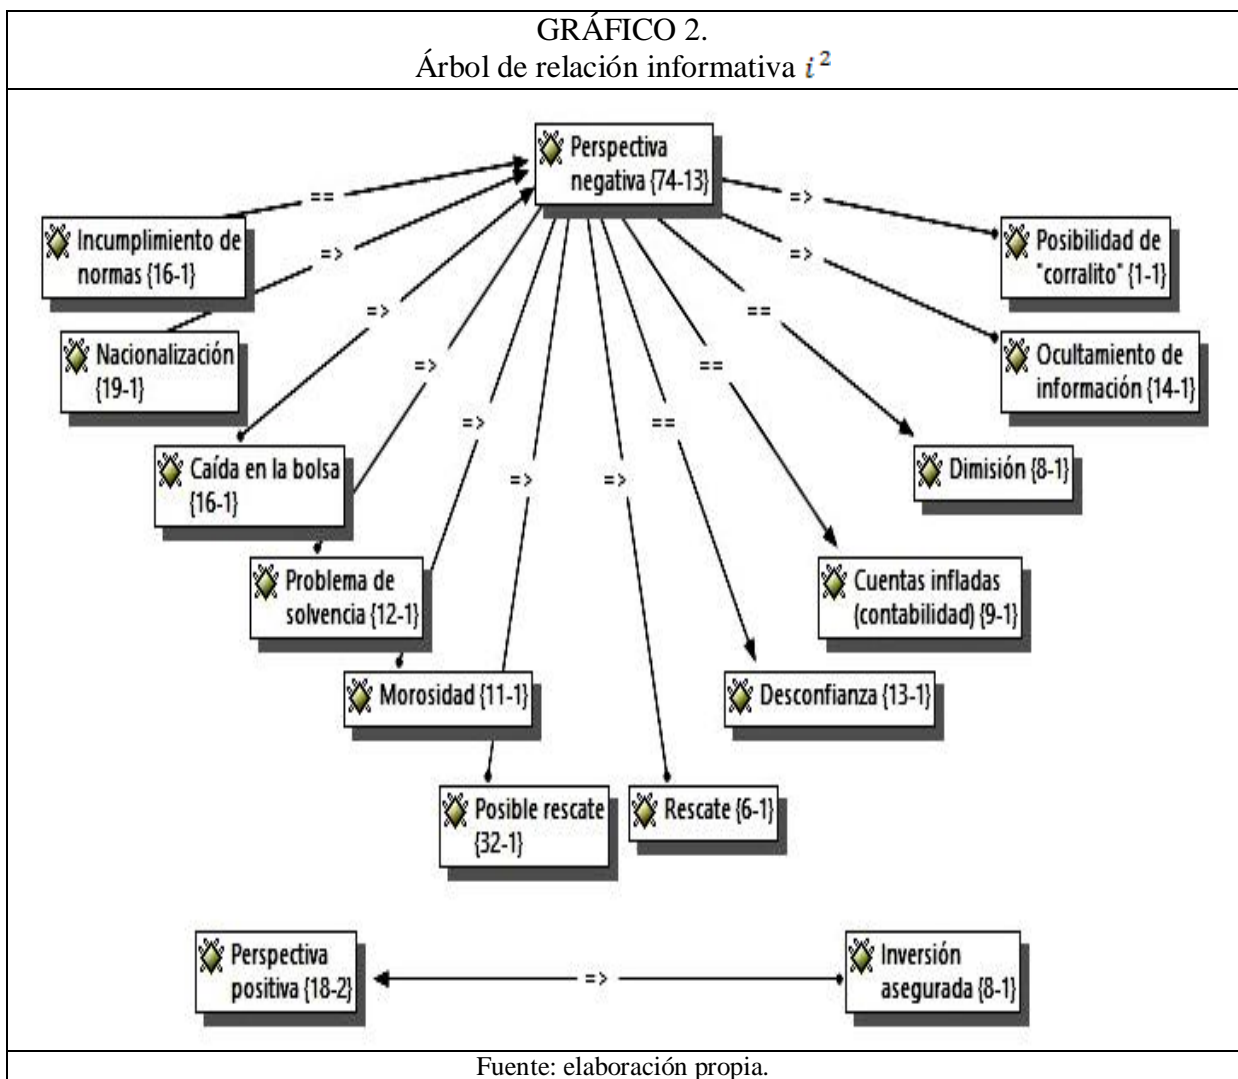 GRÁFICO 2.
Árbol de relación informativa i²
Perspectiva
negativa {74-13}
==
=>
Incumplimiento de
normas {16-1}
Posibilidad de
"corralito" {1-1}
=>
=>
Nacionalización
{19-1}
Ocultamiento de
información {14-1}
=>
==
Caída en la bolsa
{16-1}
Dimisión {8-1}
=>
==
Problema de
solvencia {12-1}
Cuentas infladas
(contabilidad) {9-1}
=>
==
Morosidad {11-1}
Desconfianza {13-1}
=>
=>
Posible rescate
{32-1}
Rescate {6-1}
Perspectiva
positiva {18-2}
=>
Inversión
asegurada {8-1}
Fuente: elaboración propia.